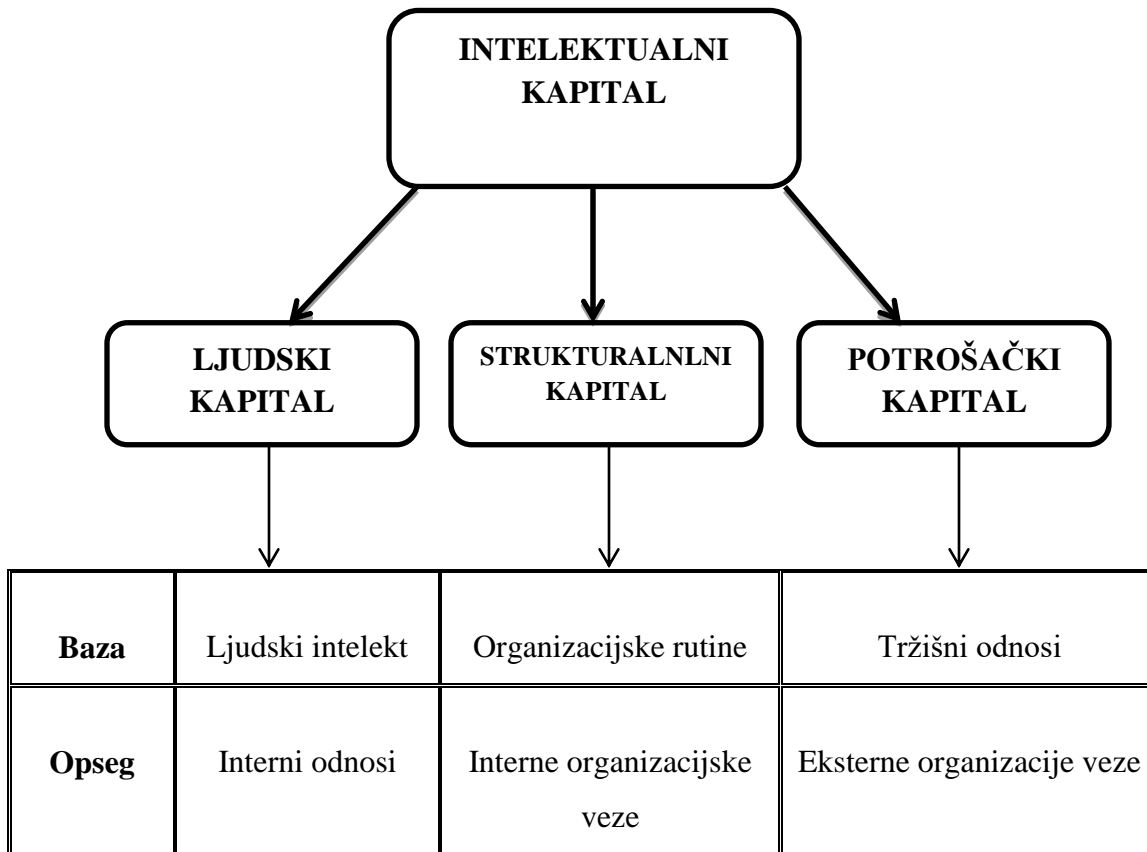 INTELEKTUALNI
KAPITAL
LJUDSKI
KAPITAL
STRUKTURALNLNI
KAPITAL
POTROŠAČKI
KAPITAL
Baza
Ljudski intelekt
Organizacijske rutine
Tržišni odnosi
Opseg
Interni odnosi
Interne organizacijske
veze
Eksterne organizacije veze